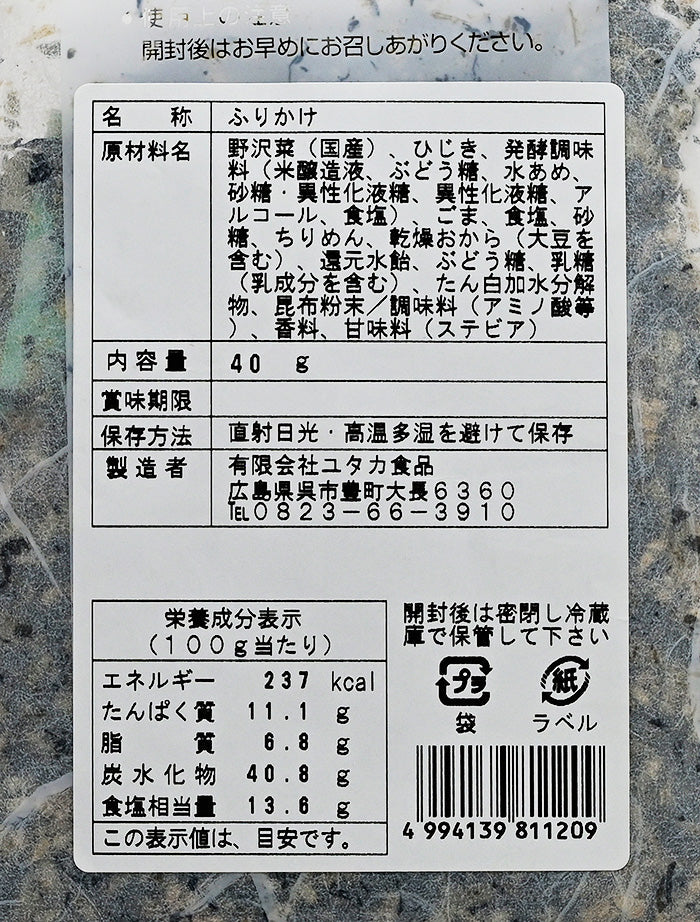 使用上の注意
開封後はお早めにお召しあがりください。
名称 ふりかけ
原材料名 野沢菜（国産）、ひじき、発酵調味
料（米醸造液、ぶどう糖、水あめ、
砂糖・異性化液糖、異性化液糖、ア
ルコール、食塩）、ごま、食塩、砂
糖、ちりめん、乾燥おから（大豆を
含む）、還元水飴、ぶどう糖、乳糖
（乳成分を含む）、たん白加水分解
物、昆布粉末／調味料（アミノ酸等
）、香料、甘味料（ステビア）
内容量 40 g
賞味期限
保存方法 直射日光・高温多湿を避けて保存
製造者 有限会社ユタカ食品
広島県呉市豊町大長６３６０
℡０８２３－６６－３９１０
栄養成分表示
（１００ｇ当たり）
エネルギー 237 kcal
たんぱく質 11.1 g
脂質 6.8 g
炭水化物 40.8 g
食塩相当量 13.6 g
この表示値は、目安です。
開封後は密閉し冷蔵
庫で保管して下さい
プラ 紙
袋 ラベル
4 994139 811209